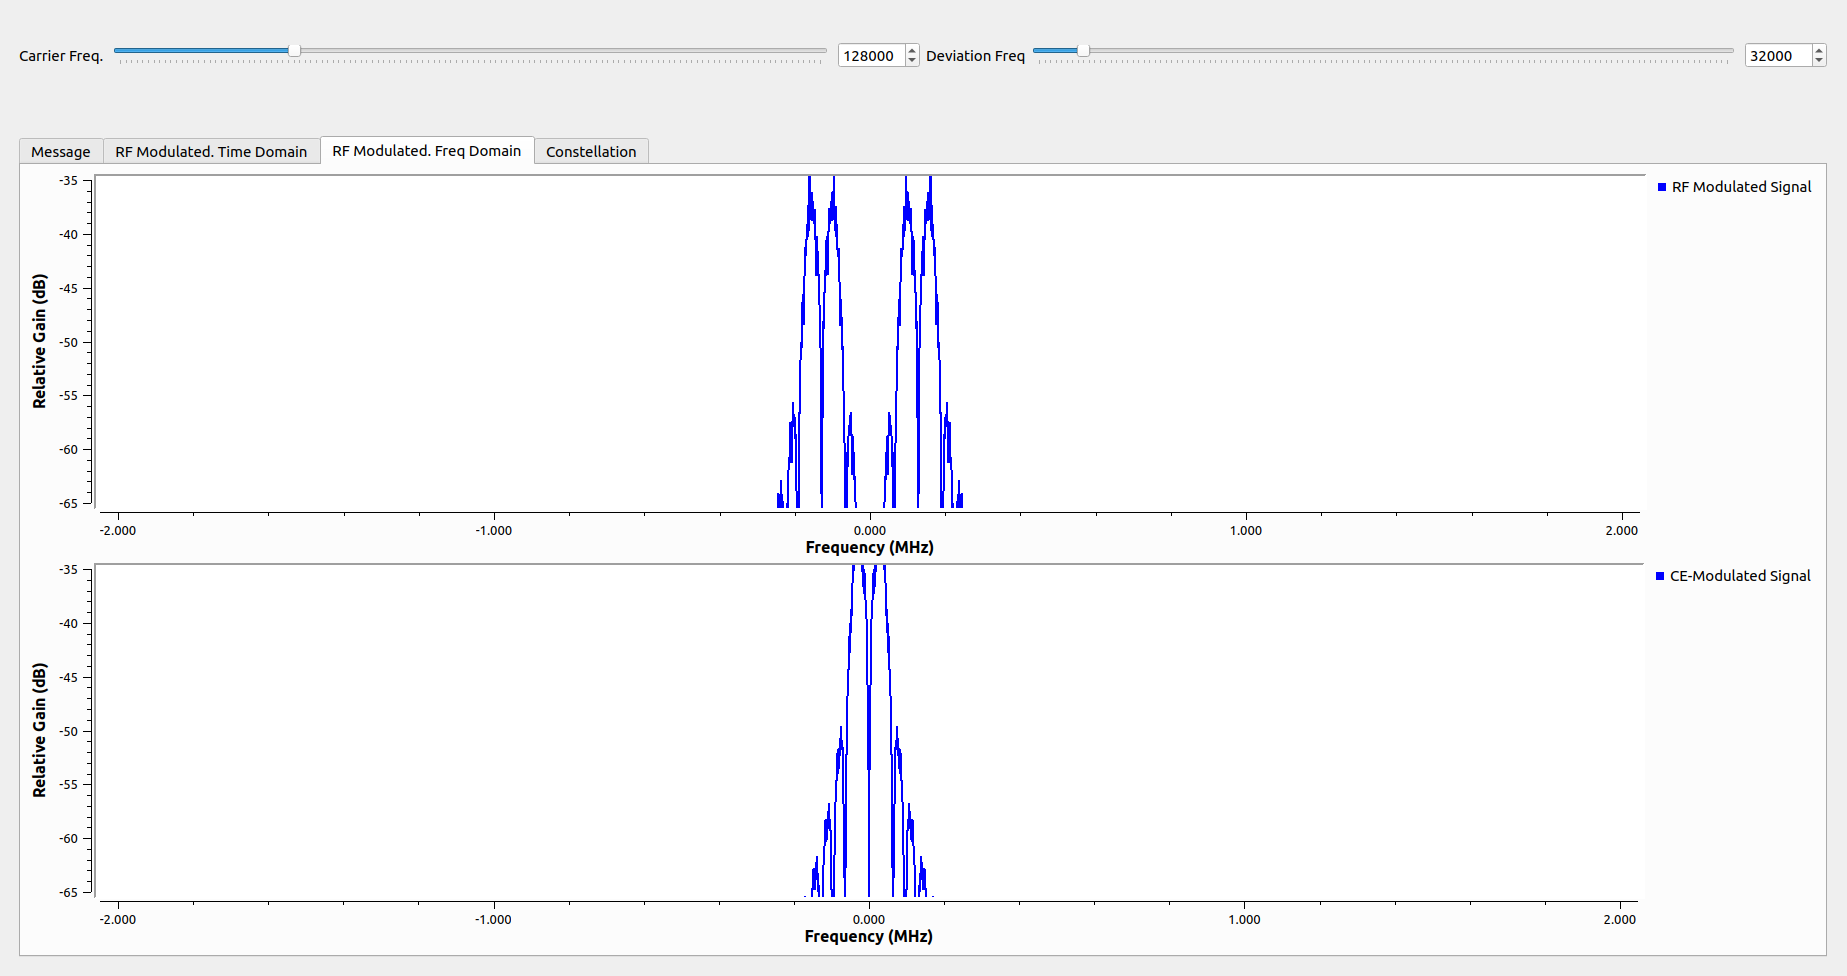 Carrier Freq. 128000 Deviation Freq 32000
Message RF Modulated. Time Domain RF Modulated. Freq Domain Constellation
-35
-40
-45
-50
-55
-60
-65
Relative Gain (dB)
RF Modulated Signal
-2.000 -1.000 0.000 1.000 2.000
Frequency (MHz)
-35
-40
-45
-50
-55
-60
-65
Relative Gain (dB)
CE-Modulated Signal
-2.000 -1.000 0.000 1.000 2.000
Frequency (MHz)